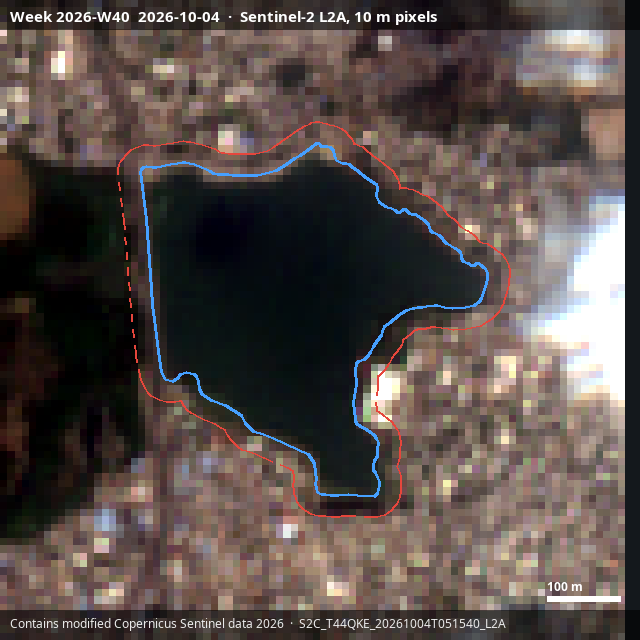 Week 2026-W40  2026-10-04  ·  Sentinel-2 L2A, 10 m pixels
100 m
Contains modified Copernicus Sentinel data 2026  ·  S2C_T44QKE_20261004T051540_L2A